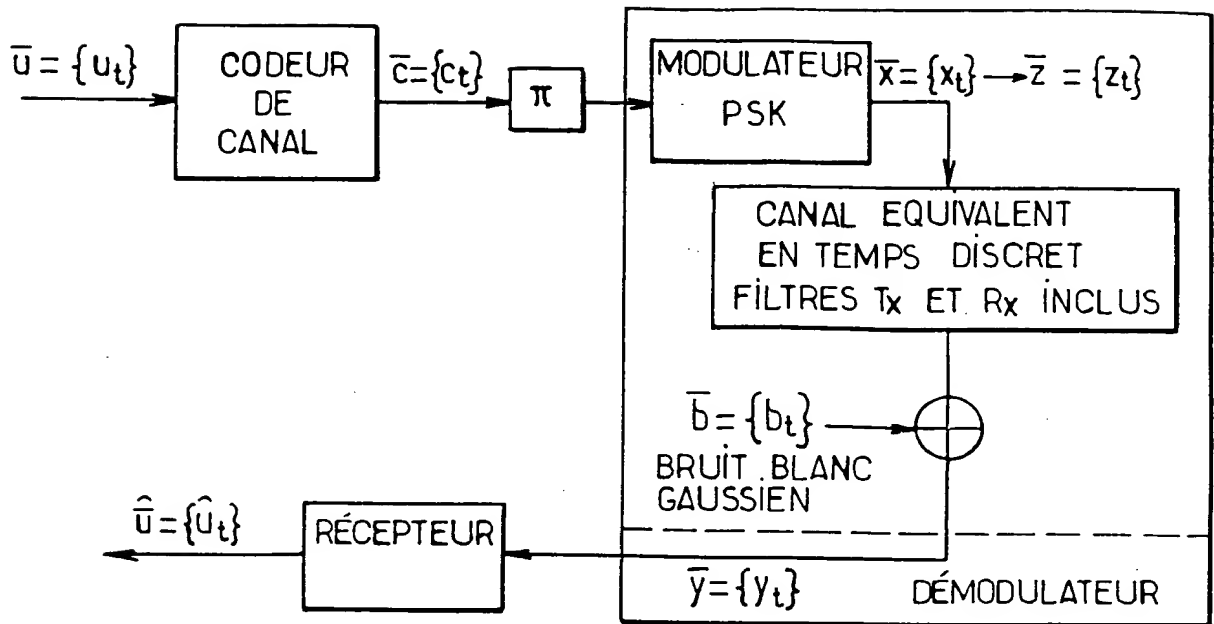 ū = {u_t}
CODEUR
DE
CANAL
c̄={c_t}
π
MODULATEUR
PSK
x̄={x_t} → z̄ = {z_t}
CANAL EQUIVALENT
EN TEMPS DISCRET
FILTRES Tx ET Rx INCLUS
b̄={b_t}
BRUIT BLANC
GAUSSIEN
ū̂={û_t}
RÉCEPTEUR
ȳ={y_t}
DÉMODULATEUR